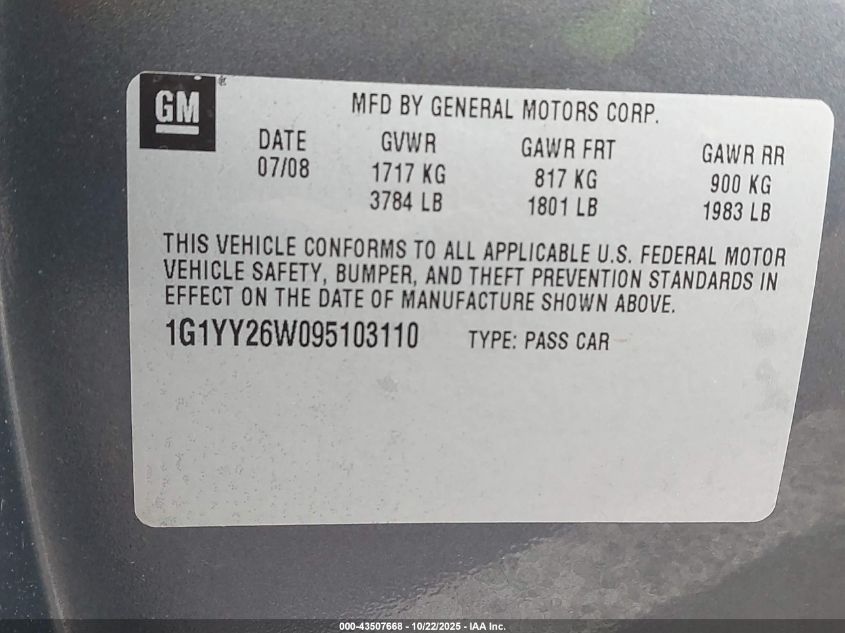 GM
MFD BY GENERAL MOTORS CORP.
DATE GVWR GAWR FRT GAWR RR
07/08 1717 KG 817 KG 900 KG
3784 LB 1801 LB 1983 LB
THIS VEHICLE CONFORMS TO ALL APPLICABLE U.S. FEDERAL MOTOR
VEHICLE SAFETY, BUMPER, AND THEFT PREVENTION STANDARDS IN
EFFECT ON THE DATE OF MANUFACTURE SHOWN ABOVE.
1G1YY26W095103110 TYPE: PASS CAR
000-43507668 - 10/22/2025 - IAA Inc.